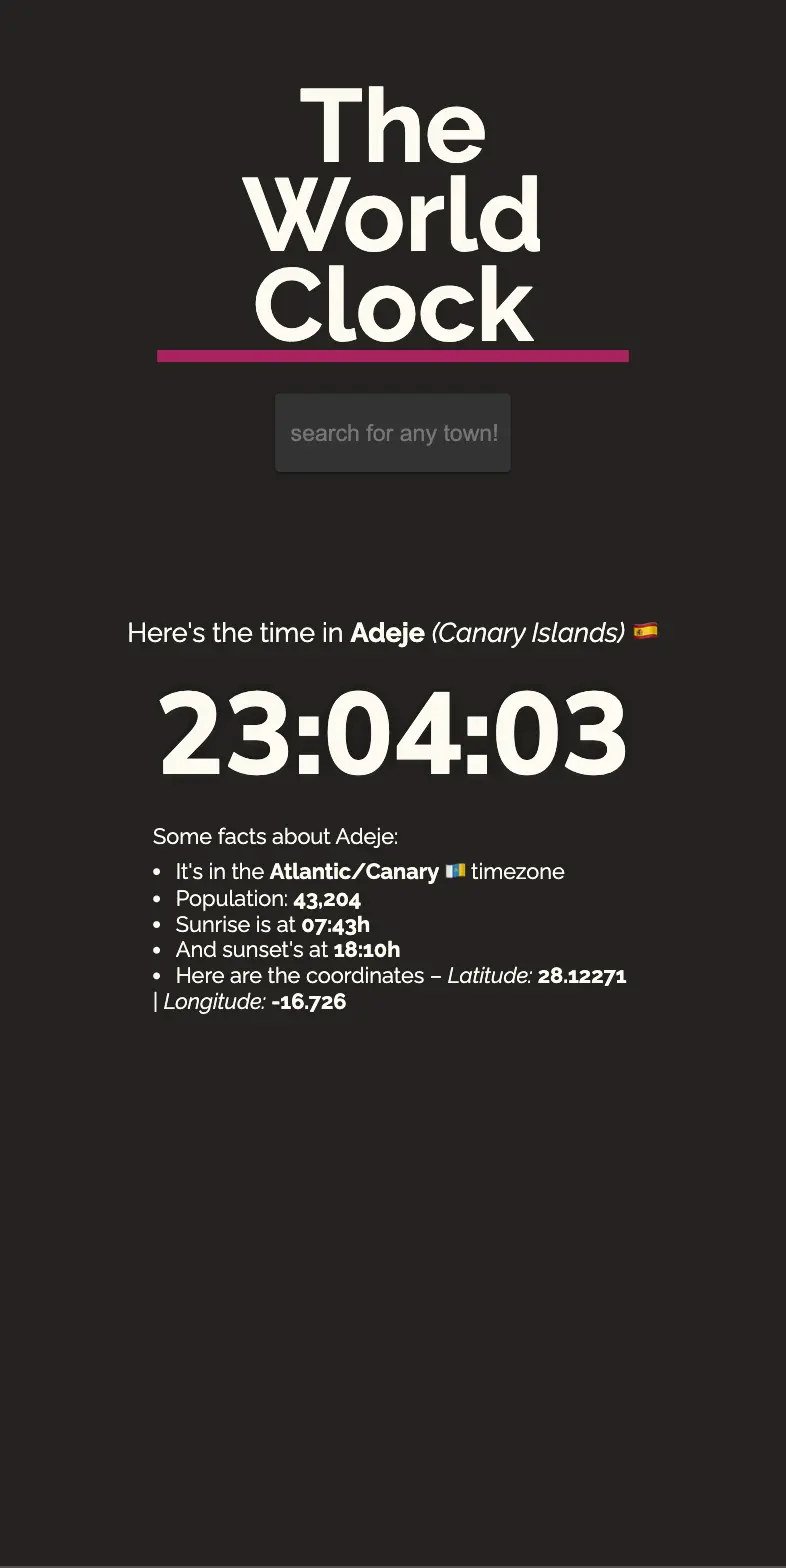 The
World
Clock
search for any town!
Here's the time in Adeje (Canary Islands) 🇪🇸
23:04:03
Some facts about Adeje:
• It's in the Atlantic/Canary 🇮🇨 timezone
• Population: 43,204
• Sunrise is at 07:43h
• And sunset's at 18:10h
• Here are the coordinates – Latitude: 28.12271
| Longitude: -16.726